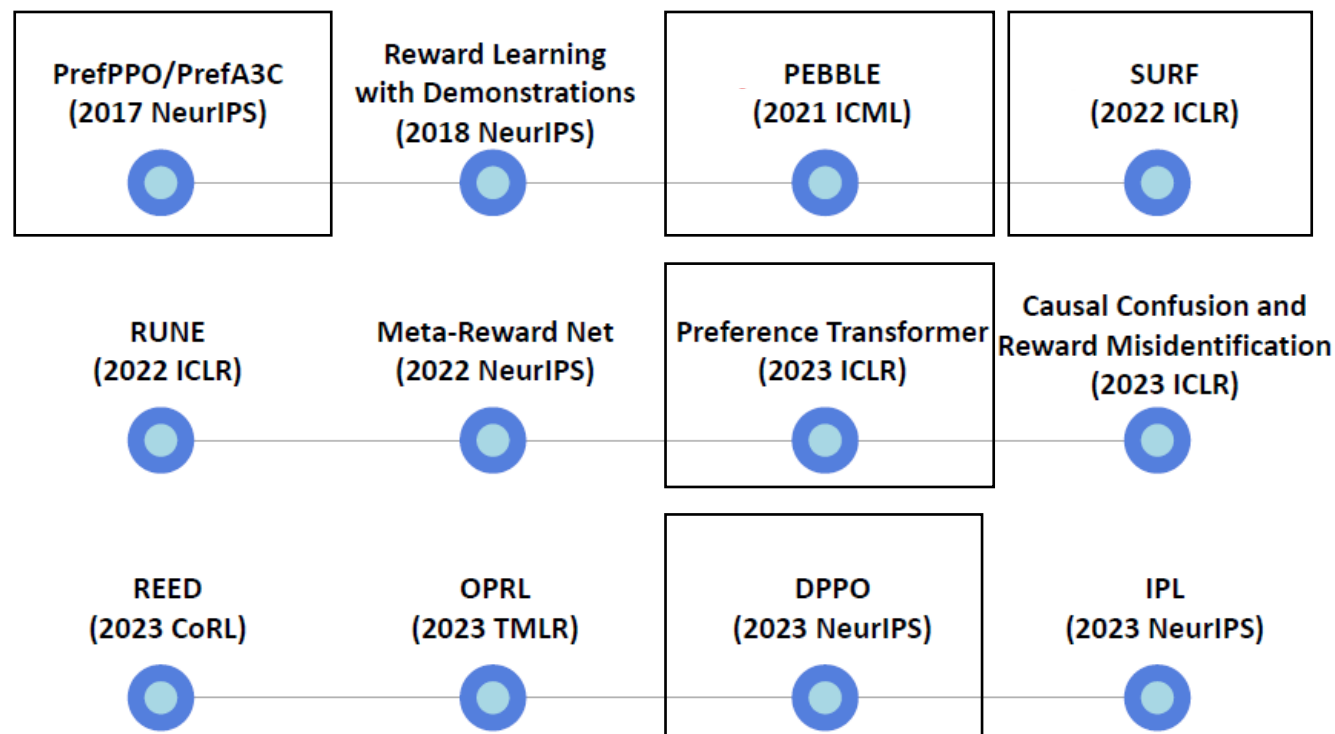 PrefPPO/PrefA3C
(2017 NeurIPS)
Reward Learning
with Demonstrations
(2018 NeurIPS)
PEBBLE
(2021 ICML)
SURF
(2022 ICLR)
RUNE
(2022 ICLR)
Meta-Reward Net
(2022 NeurIPS)
Preference Transformer
(2023 ICLR)
Causal Confusion and
Reward Misidentification
(2023 ICLR)
REED
(2023 CoRL)
OPRL
(2023 TMLR)
DPPO
(2023 NeurIPS)
IPL
(2023 NeurIPS)